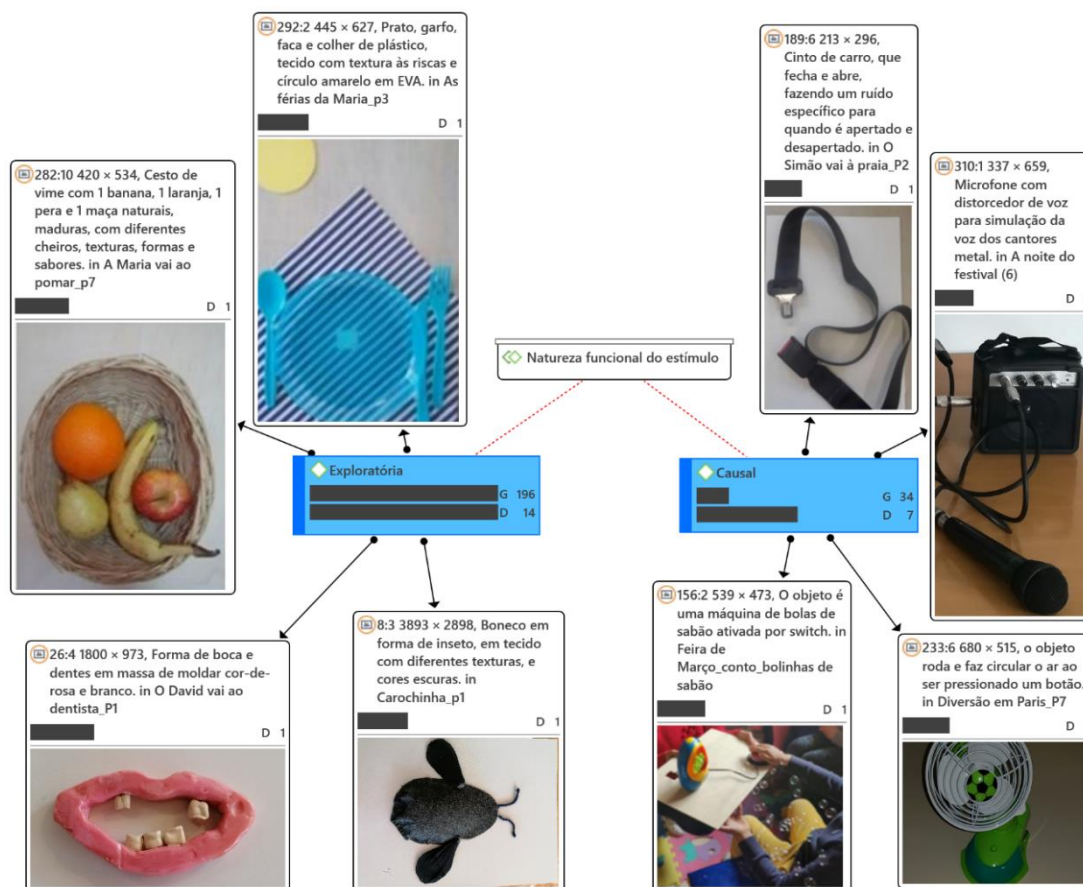 292:2 445 × 627, Prato, garfo,
faca e colher de plástico,
tecido com textura às riscas e
círculo amarelo em EVA. in As
férias da Maria_p3
D 1
189:6 213 × 296,
Cinto de carro, que
fecha e abre,
fazendo um ruído
específico para
quando é apertado e
desapertado. in O
Simão vai à praia_P2
D 1
282:10 420 × 534, Cesto de
vime com 1 banana, 1 laranja, 1
pera e 1 maça naturais,
maduras, com diferentes
cheiros, texturas, formas e
sabores. in A Maria vai ao
pomar_p7
D 1
310:1 337 × 659,
Microfone com
distorcedor de voz
para simulação da
voz dos cantores
metal. in A noite do
festival (6)
D
Natureza funcional do estímulo
Exploratória
G 196
D 14
Causal
G 34
D 7
26:4 1800 × 973, Forma de boca e
dentes em massa de moldar cor-de-
rosa e branco. in O David vai ao
dentista_P1
D 1
8:3 3893 × 2898, Boneco em
forma de inseto, em tecido
com diferentes texturas, e
cores escuras. in
Carochinha_p1
D 1
156:2 539 × 473, O objeto é
uma máquina de bolas de
sabão ativada por switch. in
Feira de
Março_conto_bolinhas de
sabão
D 1
233:6 680 × 515, o objeto
roda e faz circular o ar ao
ser pressionado um botão.
in Diversão em Paris_P7
D